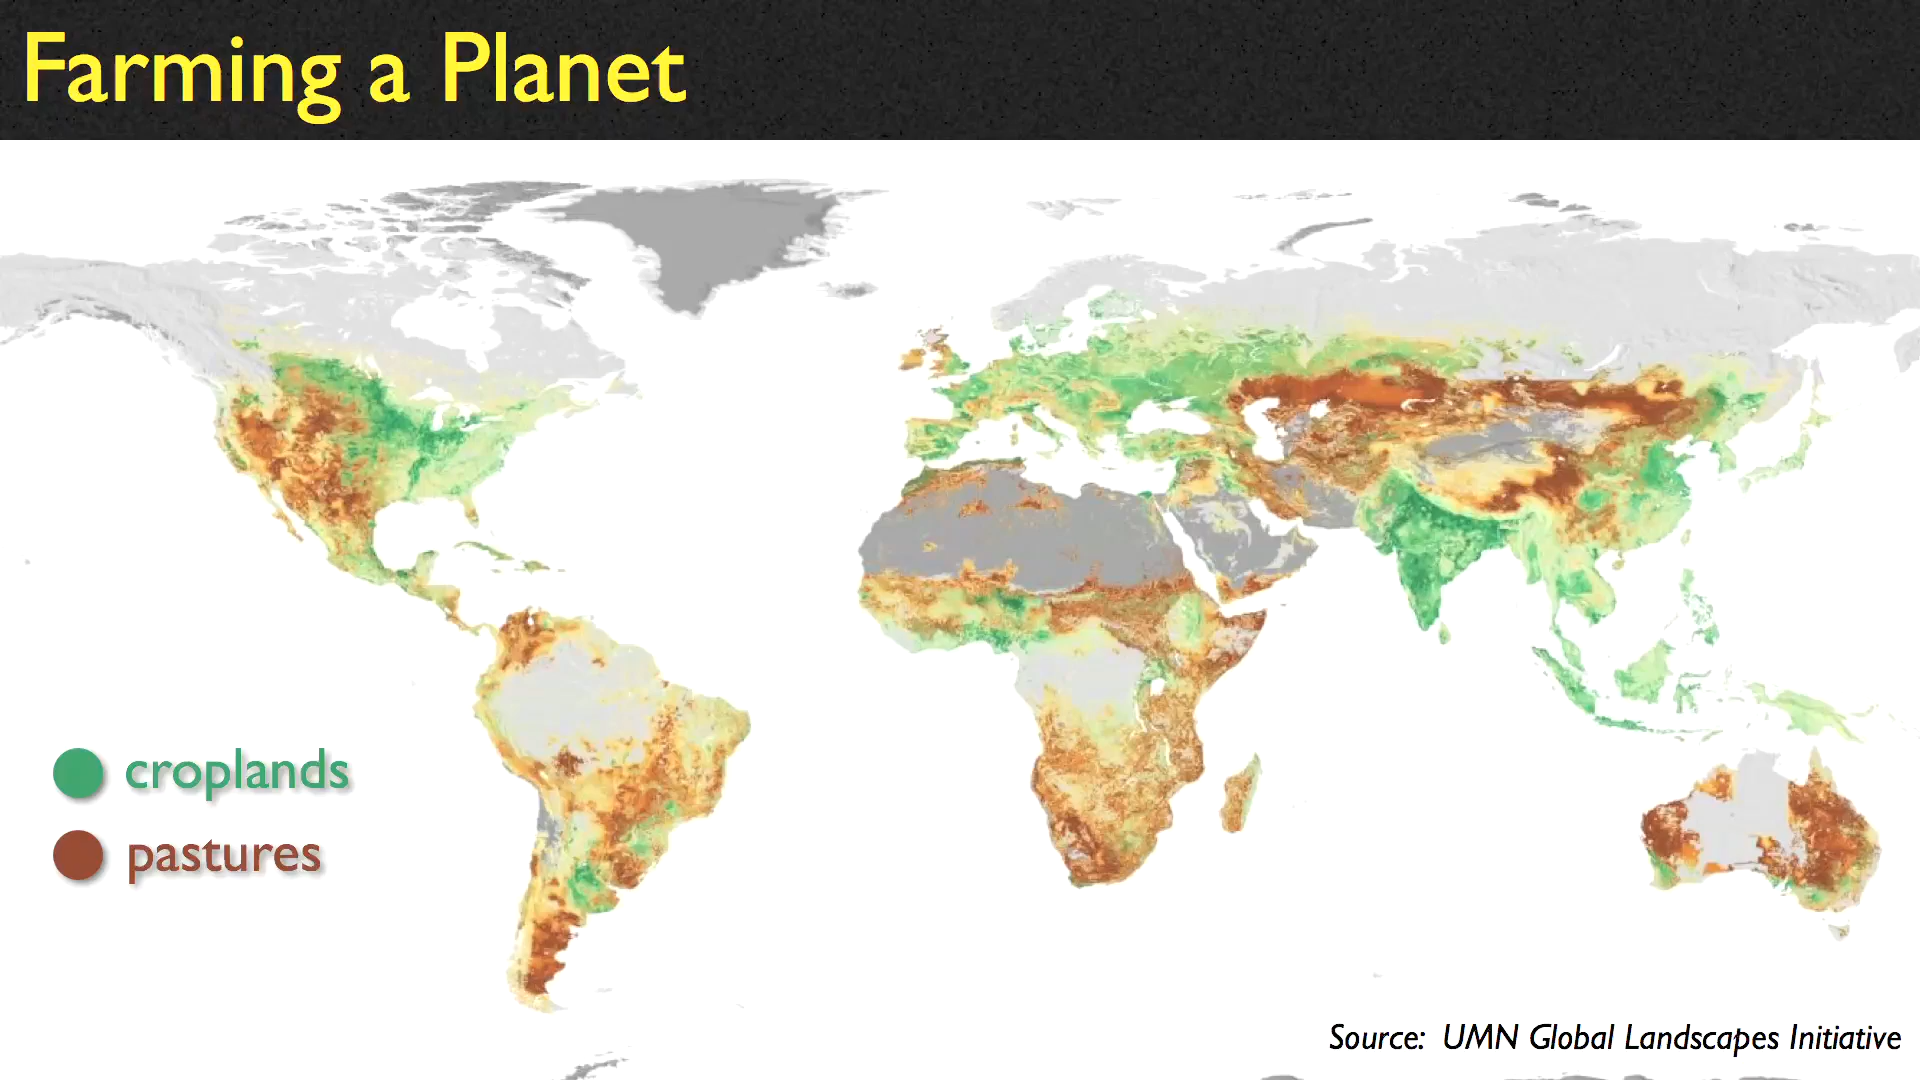 Farming a Planet
croplands
pastures
Source: UMN Global Landscapes Initiative